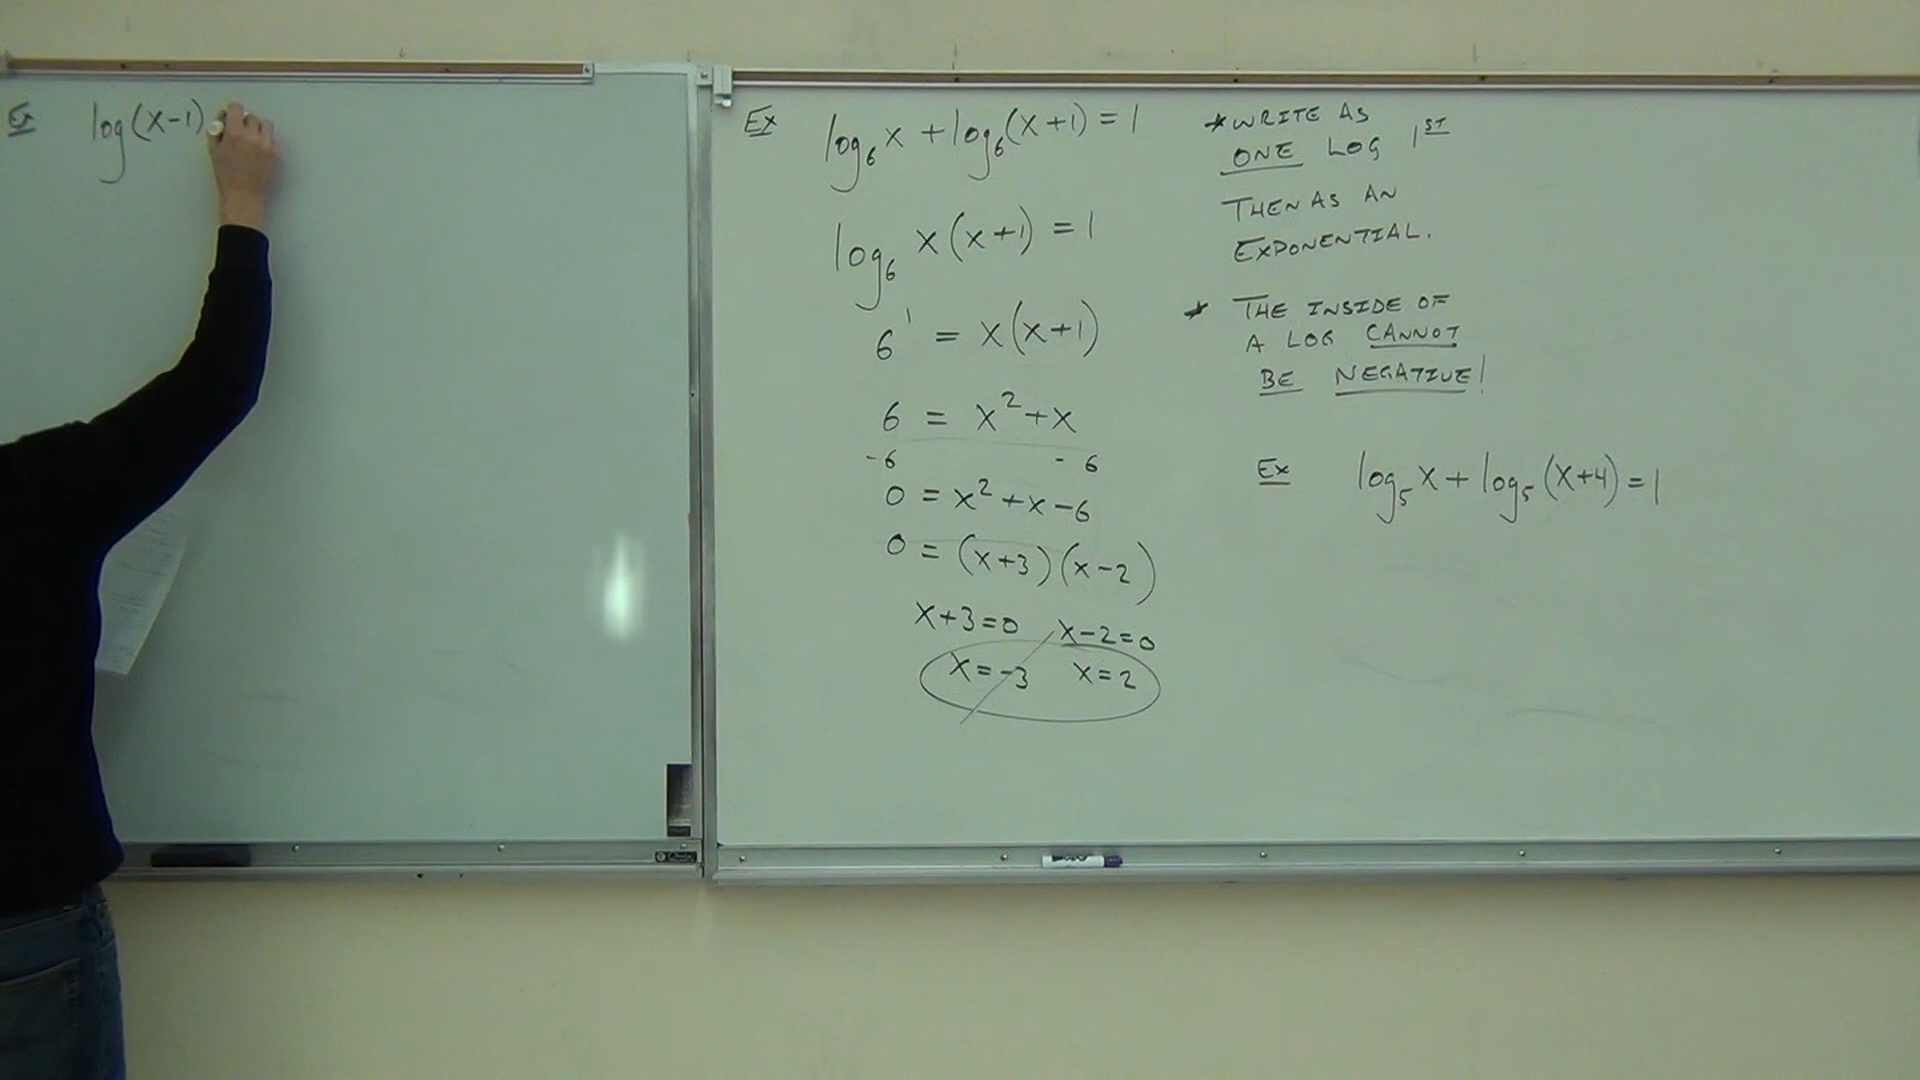 Ex log(x-1)
Ex log₆x + log₆(x+1) = 1
log₆ x(x+1) = 1
6¹ = x(x+1)
6 = x² + x
-6 - 6
0 = x² + x - 6
0 = (x+3)(x-2)
x+3=0 x-2=0
x=-3 x=2
* WRITE AS
ONE LOG 1ST
THEN AS AN
EXPONENTIAL.
* THE INSIDE OF
A LOG CANNOT
BE NEGATIVE!
Ex log₅x + log₅(x+4) = 1